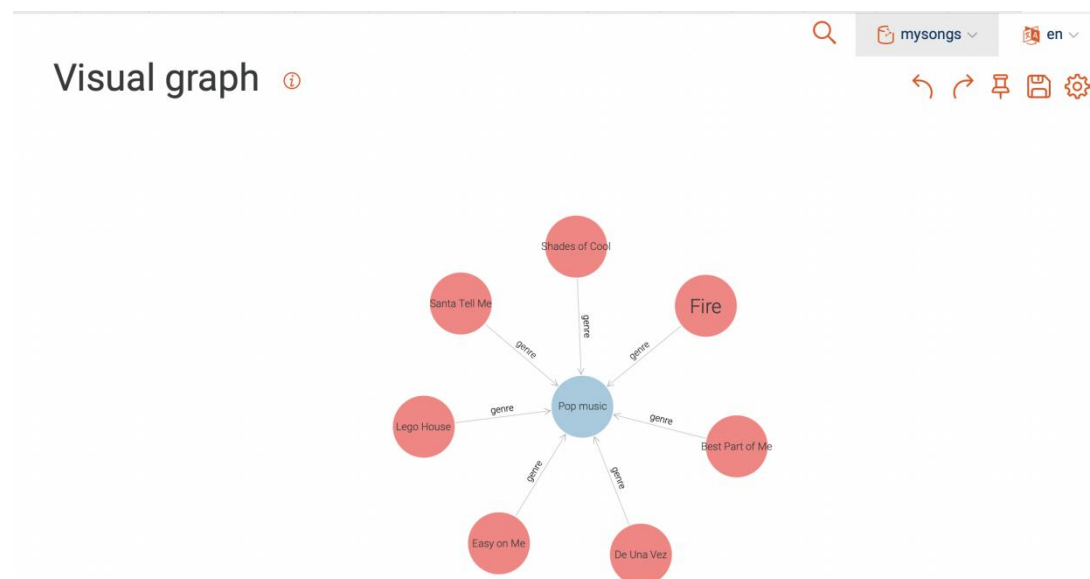 mysongs
en
Visual graph
Shades of Cool
Santa Tell Me
Fire
genre
genre
genre
Pop music
genre
genre
Lego House
Best Part of Me
genre
genre
Easy on Me
De Una Vez